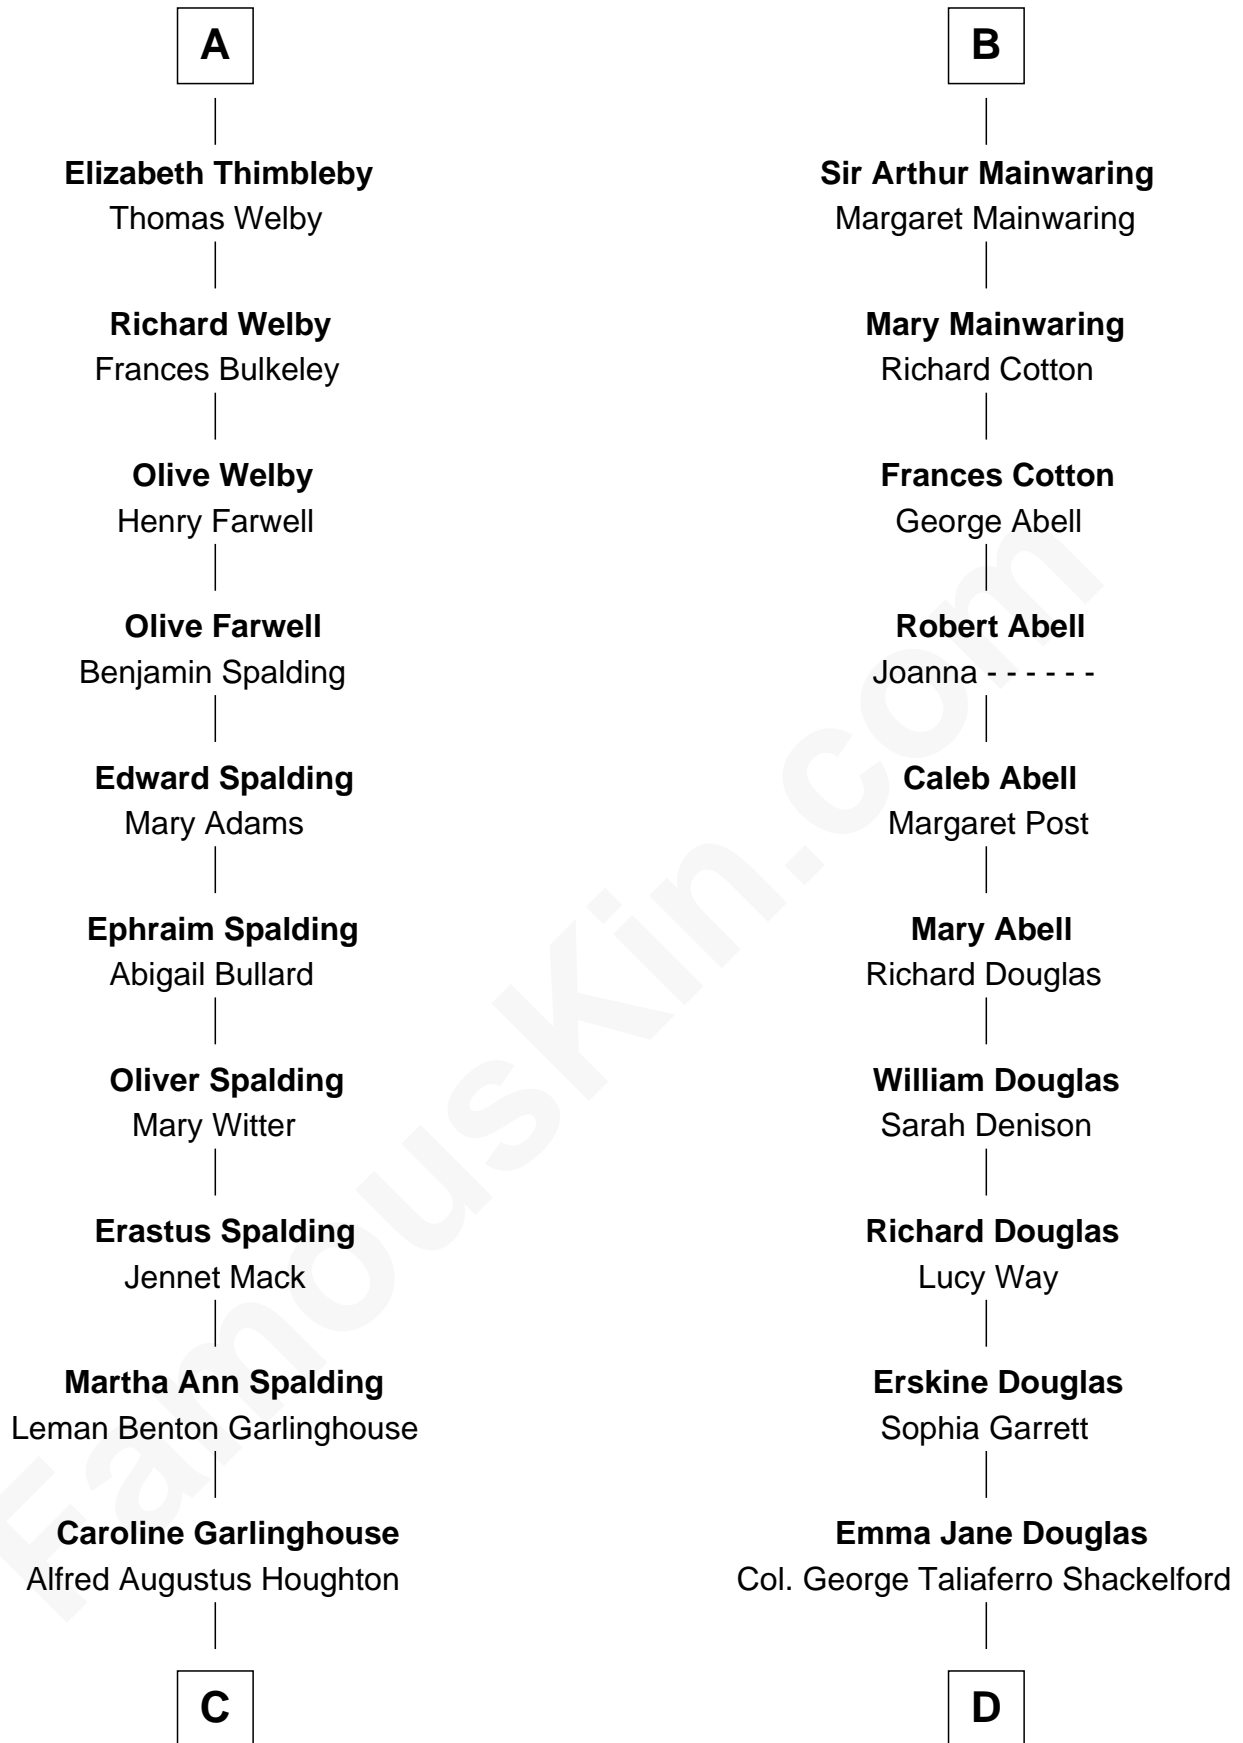 A
Elizabeth Thimbleby
Thomas Welby
Richard Welby
Frances Bulkeley
Olive Welby
Henry Farwell
Olive Farwell
Benjamin Spalding
Edward Spalding
Mary Adams
Ephraim Spalding
Abigail Bullard
Oliver Spalding
Mary Witter
Erastus Spalding
Jennet Mack
Martha Ann Spalding
Leman Benton Garlinghouse
Caroline Garlinghouse
Alfred Augustus Houghton
C
B
Sir Arthur Mainwaring
Margaret Mainwaring
Mary Mainwaring
Richard Cotton
Frances Cotton
George Abell
Robert Abell
Joanna - - - - - -
Caleb Abell
Margaret Post
Mary Abell
Richard Douglas
William Douglas
Sarah Denison
Richard Douglas
Lucy Way
Erskine Douglas
Sophia Garrett
Emma Jane Douglas
Col. George Taliaferro Shackelford
D
FamousKin.com